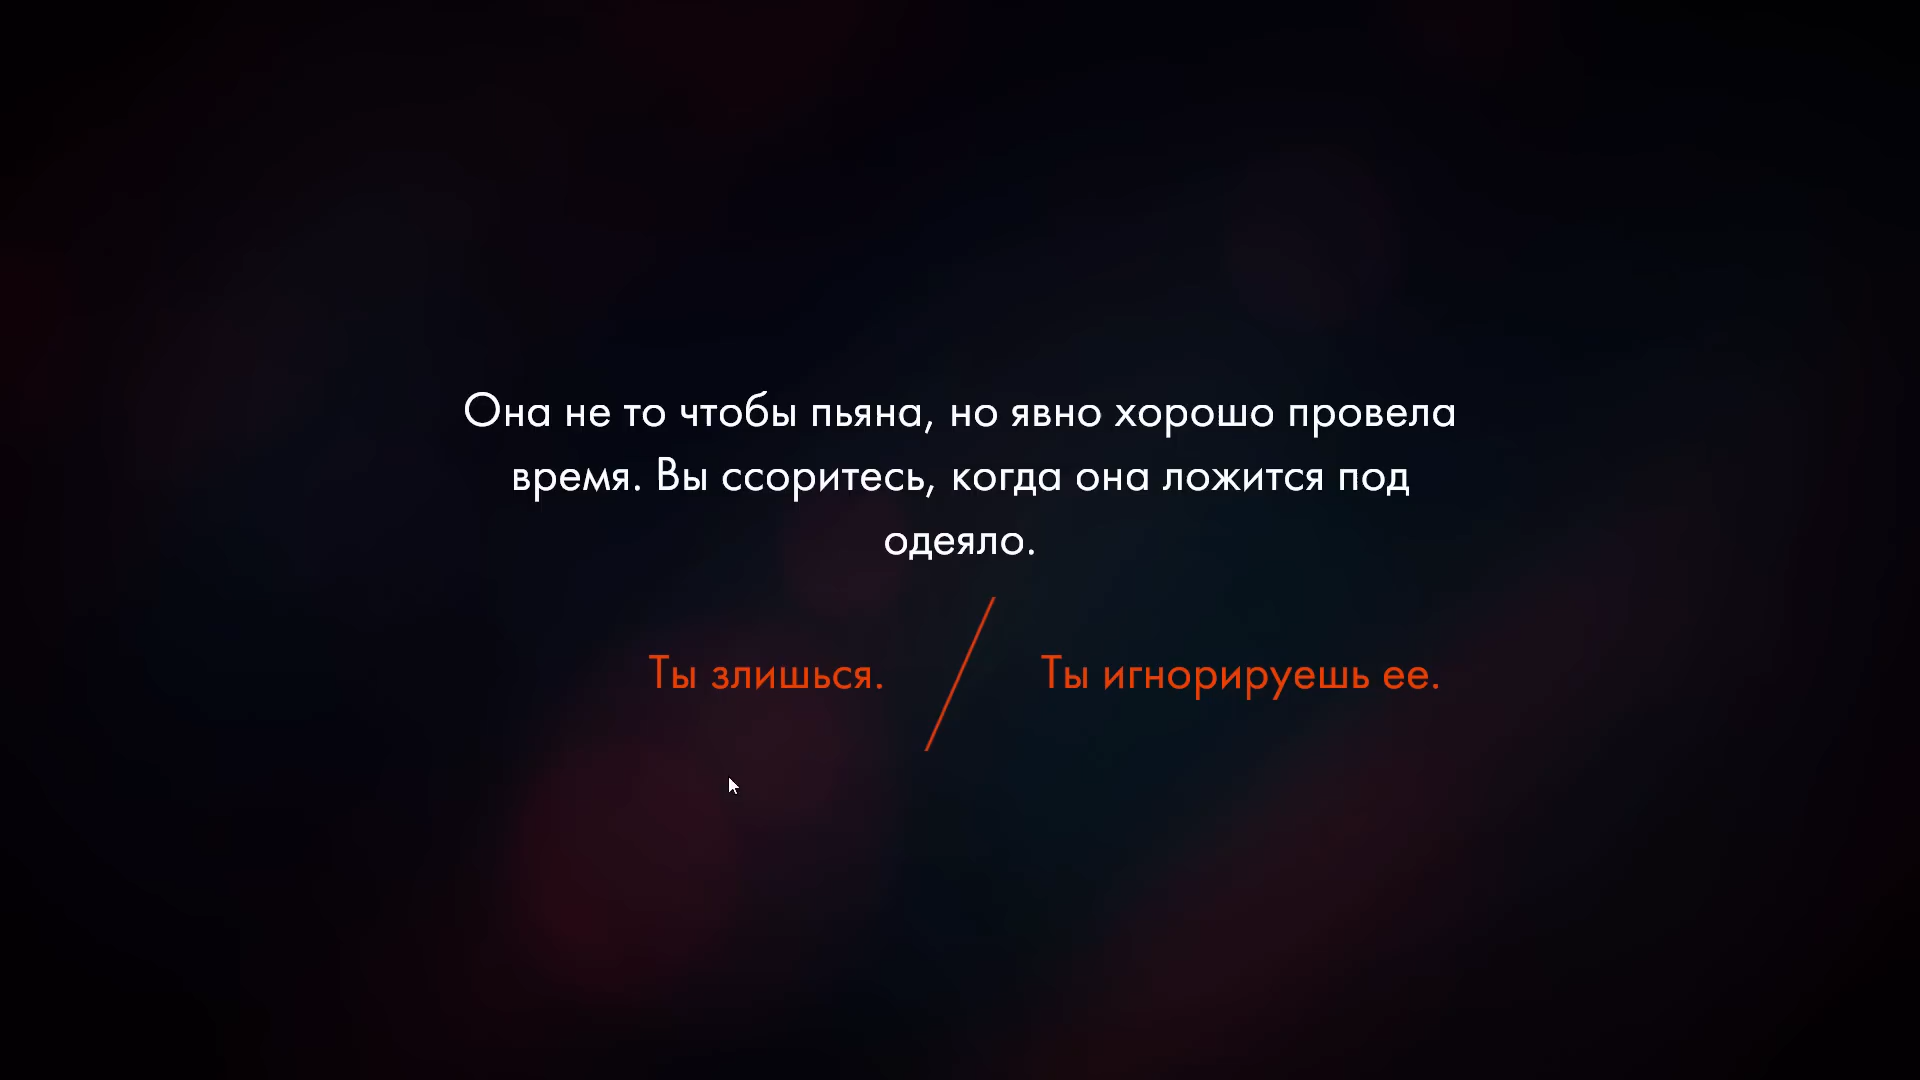 Она не то чтобы пьяна, но явно хорошо провела
время. Вы ссоритесь, когда она ложится под
одеяло.
Ты злишься.
Ты игнорируешь ее.